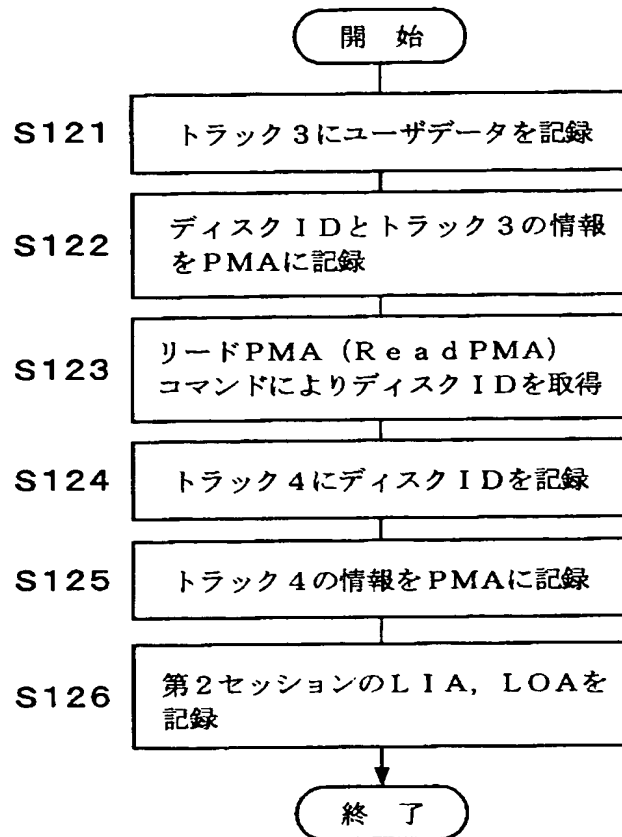 開 始
S121
トラック3にユーザデータを記録
S122
ディスクIDとトラック3の情報
をPMAに記録
S123
リードPMA(ReadPMA)
コマンドによりディスクIDを取得
S124
トラック4にディスクIDを記録
S125
トラック4の情報をPMAに記録
S126
第2セッションのLIA,LOAを
記録
終 了